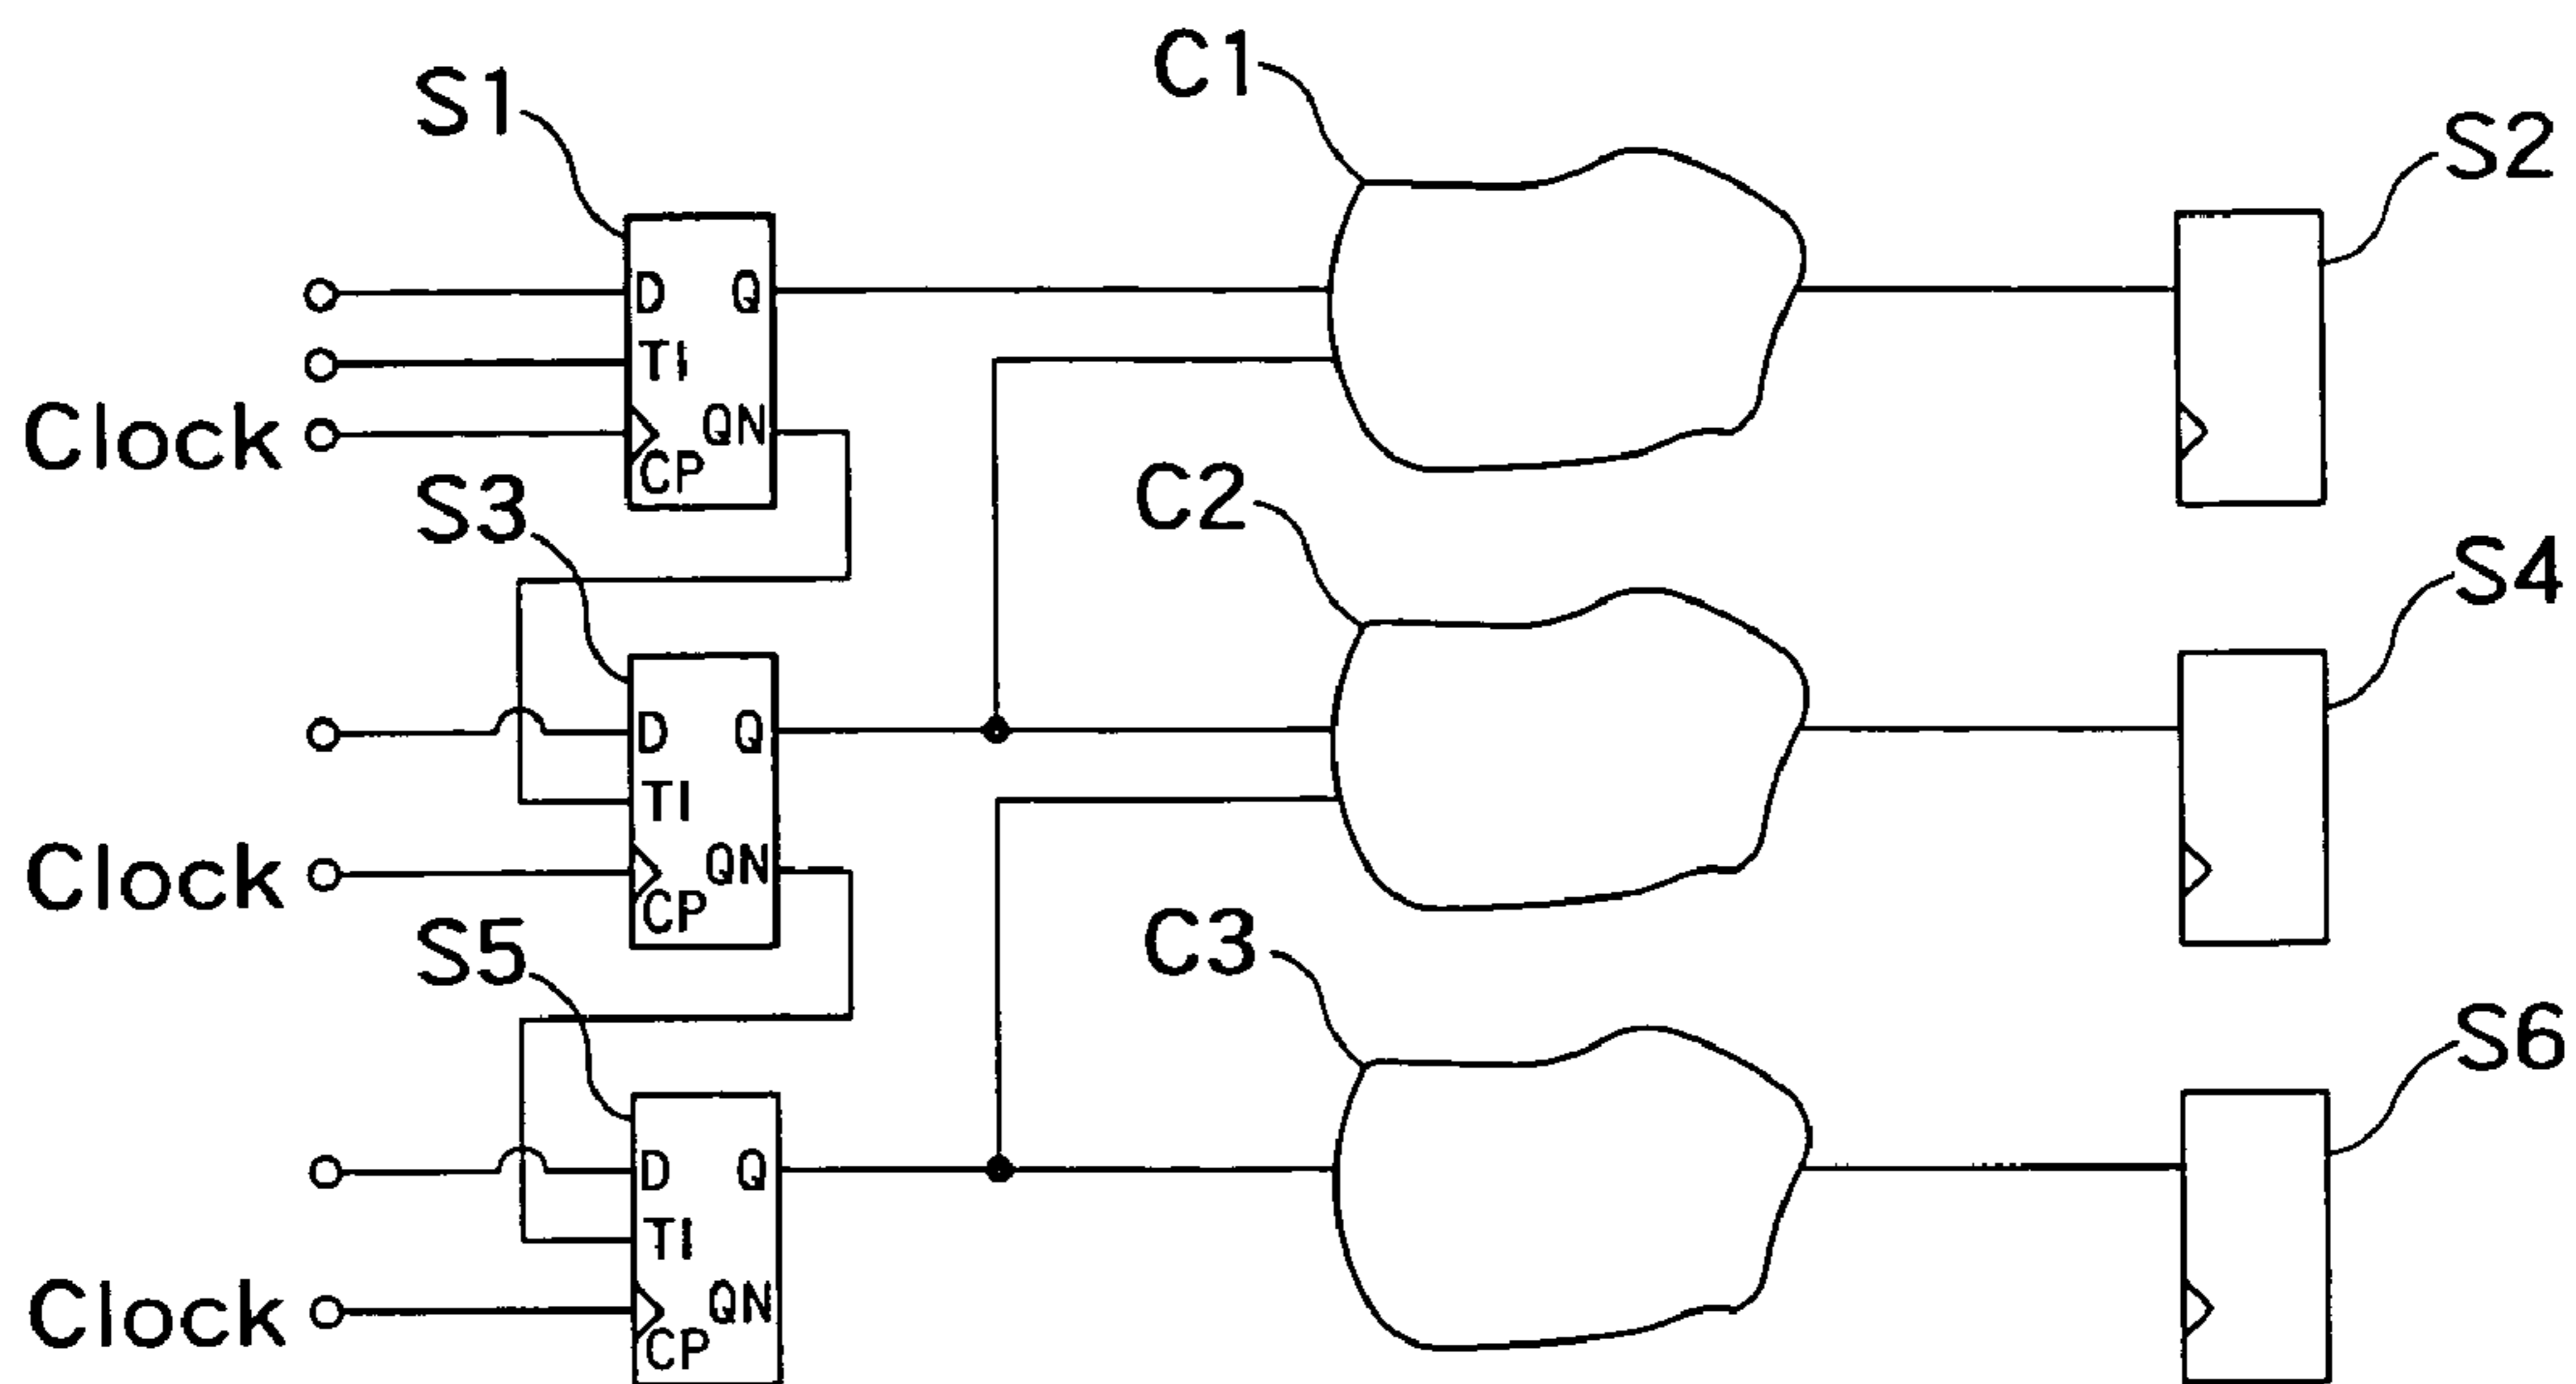 C1
S1
S2
D Q
TI
Clock
QN
CP
S3
C2
S4
D Q
TI
Clock
QN
CP
S5
C3
S6
D Q
TI
Clock
QN
CP